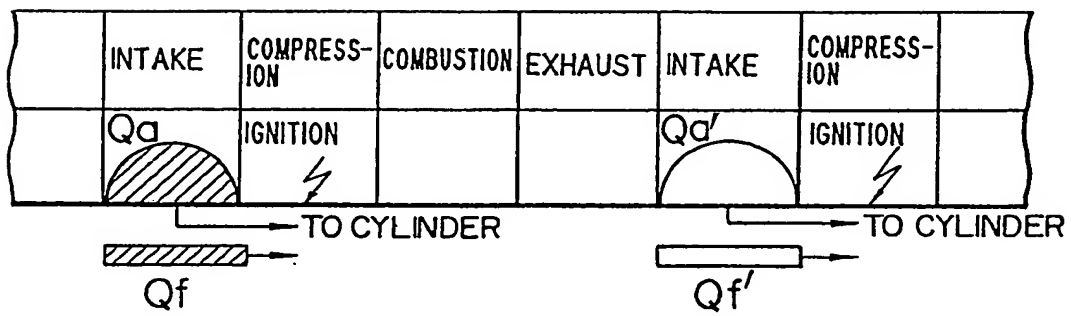 INTAKE
COMPRESS-
ION
COMBUSTION
EXHAUST
INTAKE
COMPRESS-
ION
Qa
IGNITION
Qa′
IGNITION
TO CYLINDER
TO CYLINDER
Qf
Qf′